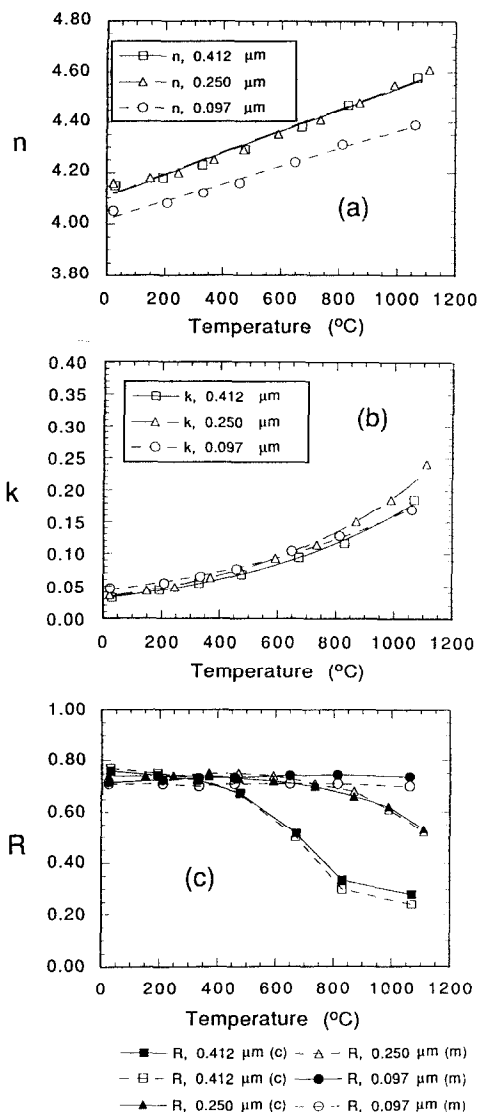 4.80
4.60
4.40
4.20
4.00
3.80
n
n, 0.412 μm
n, 0.250 μm
n, 0.097 μm
(a)
0 200 400 600 800 1000 1200
Temperature (ºC)
0.40
0.35
0.30
0.25
0.20
0.15
0.10
0.05
0.00
k
k, 0.412 μm
k, 0.250 μm
k, 0.097 μm
(b)
0 200 400 600 800 1000 1200
Temperature (ºC)
1.00
0.80
0.60
0.40
0.20
0.00
R
(c)
0 200 400 600 800 1000 1200
Temperature (ºC)
R, 0.412 μm (c) R, 0.250 μm (m)
R, 0.412 μm (c) R, 0.097 μm (m)
R, 0.250 μm (c) R, 0.097 μm (m)